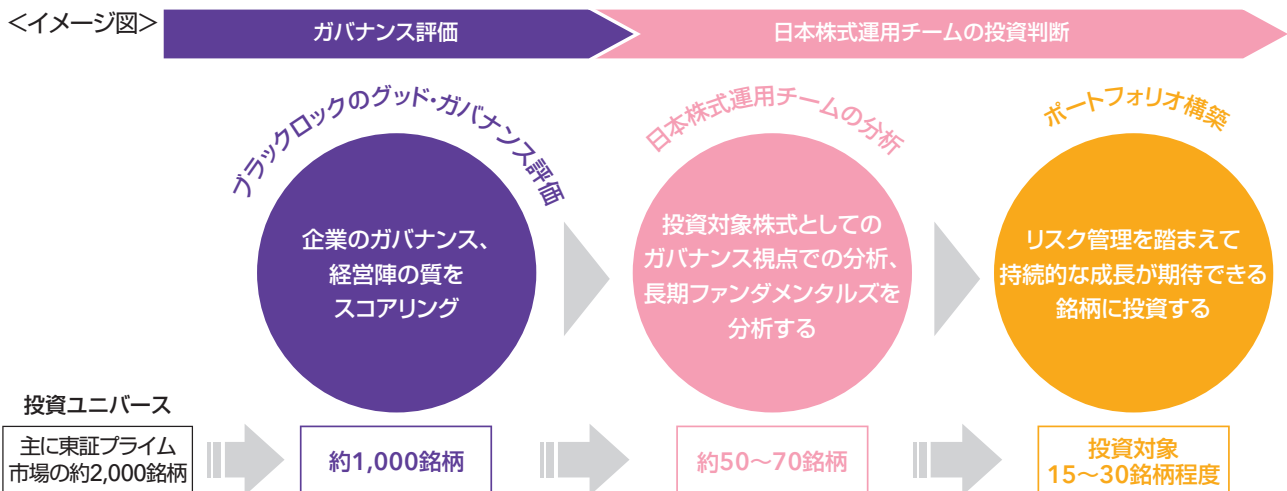 <イメージ図>
ガバナンス評価
日本株式運用チームの投資判断
ブラックロックのグッド・ガバナンス評価
企業のガバナンス、
経営陣の質を
スコアリング
日本株式運用チームの分析
投資対象株式としての
ガバナンス視点での分析、
長期ファンダメンタルズを
分析する
ポートフォリオ構築
リスク管理を踏まえて
持続的な成長が期待できる
銘柄に投資する
投資ユニバース
主に東証プライム
市場の約2,000銘柄
約1,000銘柄
約50〜70銘柄
投資対象
15〜30銘柄程度